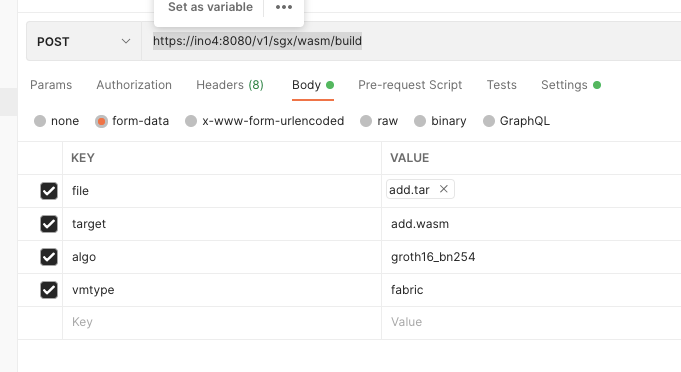 Set as variable •••
POST https://ino4:8080/v1/sgx/wasm/build
Params Authorization Headers (8) Body Pre-request Script Tests Settings
none form-data x-www-form-urlencoded raw binary GraphQL
KEY VALUE
file add.tar ×
target add.wasm
algo groth16_bn254
vmtype fabric
Key Value